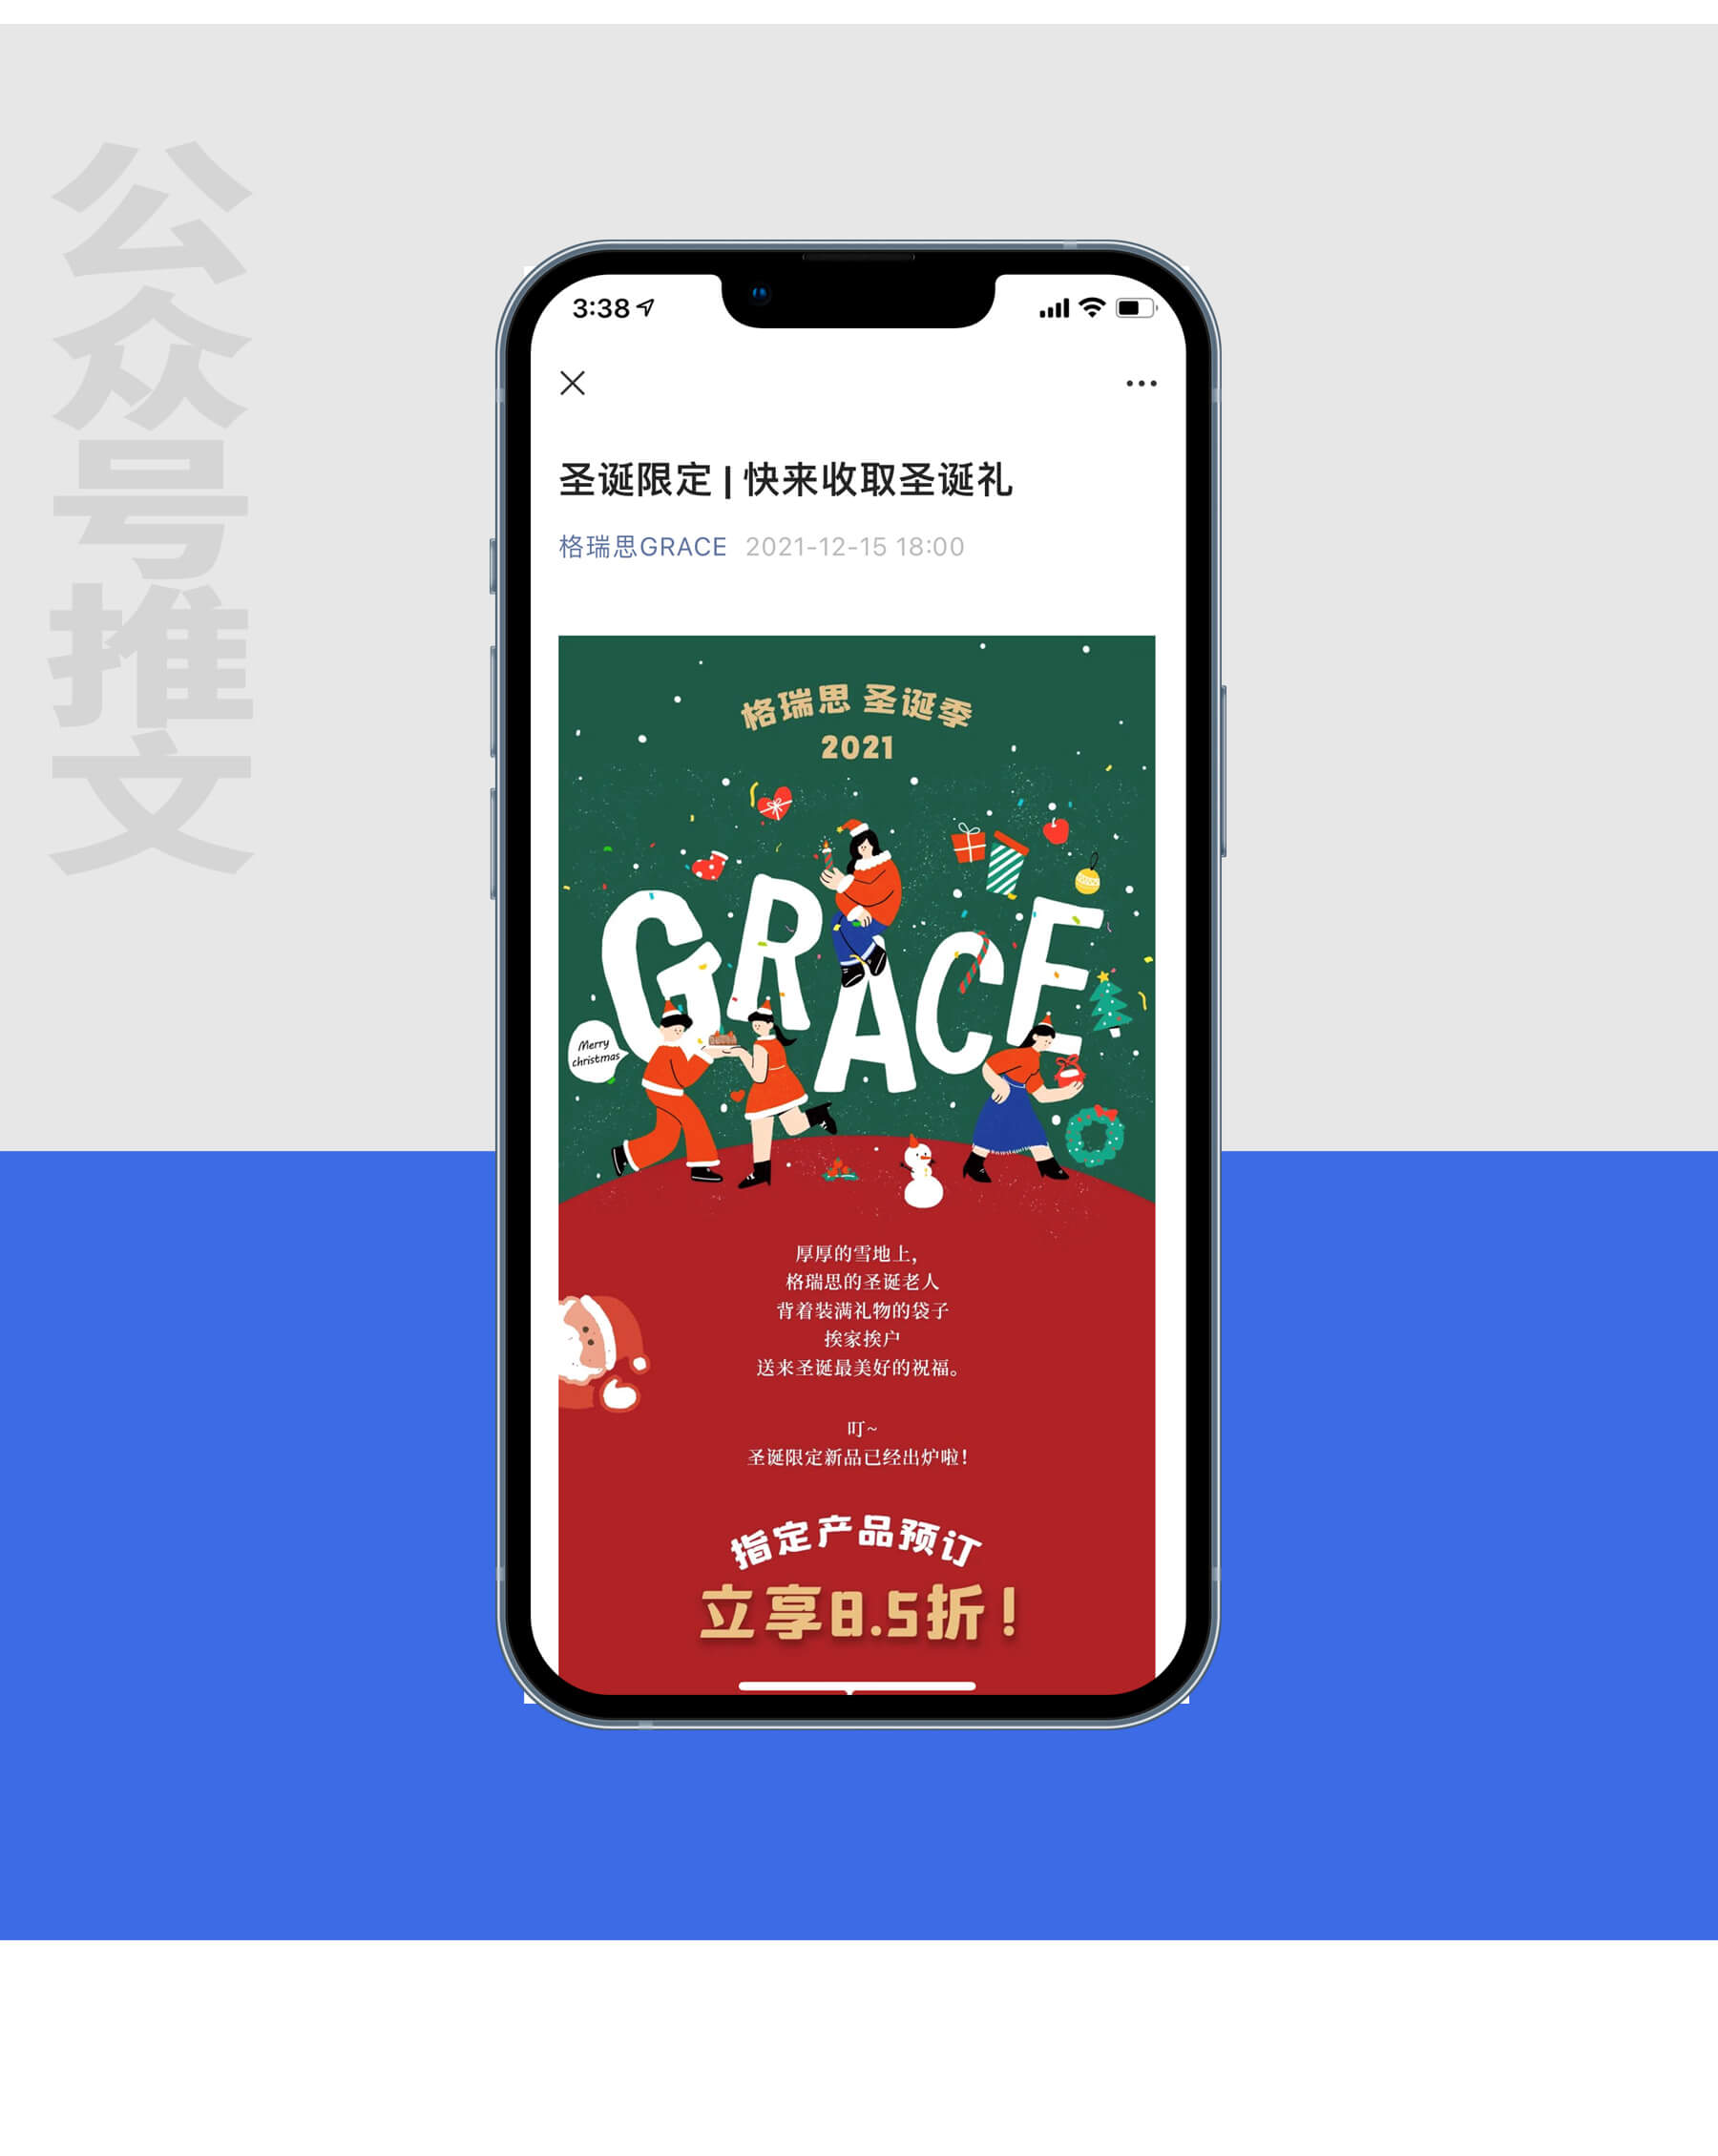 公众号推文
3:38
圣诞限定 | 快来收取圣诞礼
格瑞思GRACE 2021-12-15 18:00
格瑞思 圣诞季
2021
GRACE
Merry
christmas
厚厚的雪地上，
格瑞思的圣诞老人
背着装满礼物的袋子
挨家挨户
送来圣诞最美好的祝福。
叮~
圣诞限定新品已经出炉啦！
指定产品预订
立享8.5折！